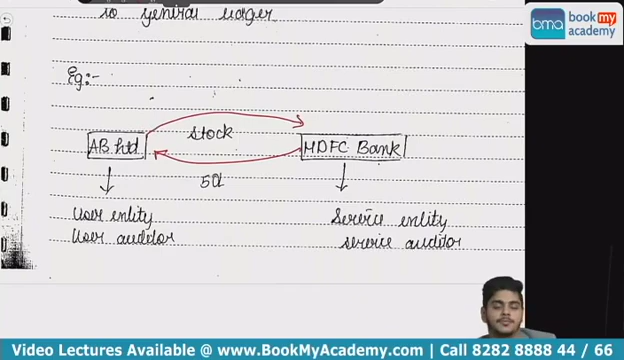 to general ledger
bma book my academy
Eg:-
Stock
AB Ltd HDFC Bank
50L
User entity Service entity
User auditor service auditor
Video Lectures Available @ www.BookMyAcademy.com | Call 8282 8888 44 / 66